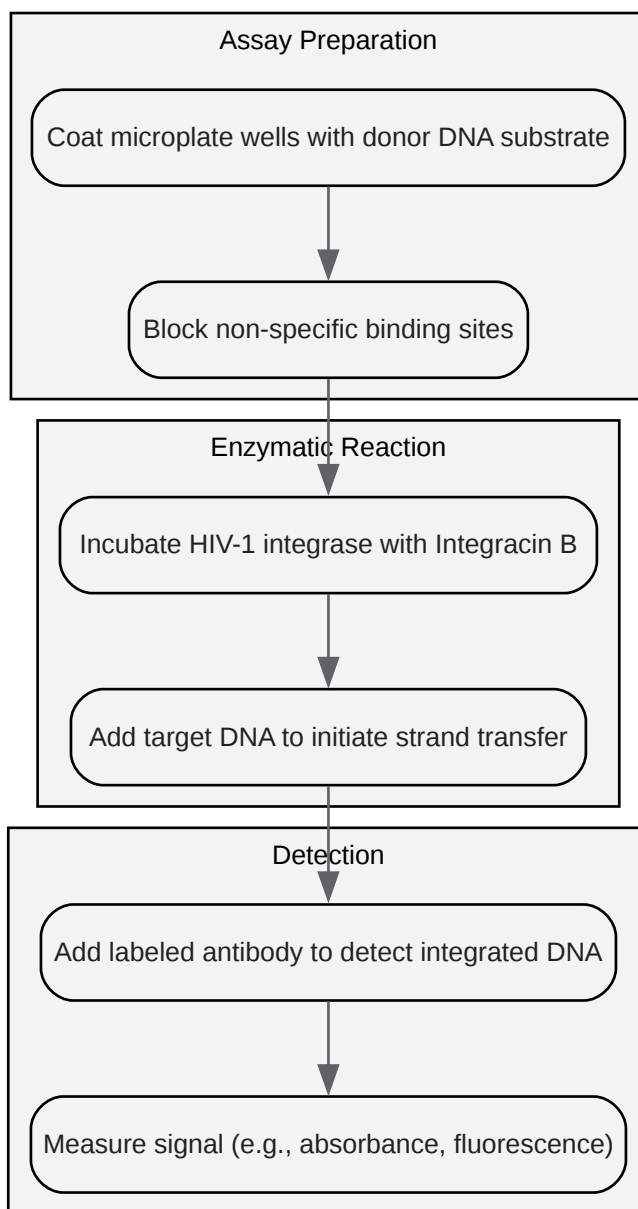 Assay Preparation
Coat microplate wells with donor DNA substrate
Block non-specific binding sites
Enzymatic Reaction
Incubate HIV-1 integrase with Integracin B
Add target DNA to initiate strand transfer
Detection
Add labeled antibody to detect integrated DNA
Measure signal (e.g., absorbance, fluorescence)